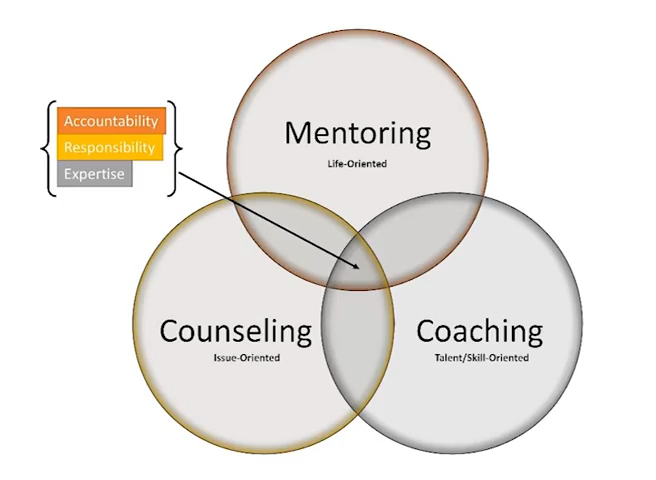 Accountability
Responsibility
Expertise
Mentoring
Life-Oriented
Counseling
Issue-Oriented
Coaching
Talent/Skill-Oriented